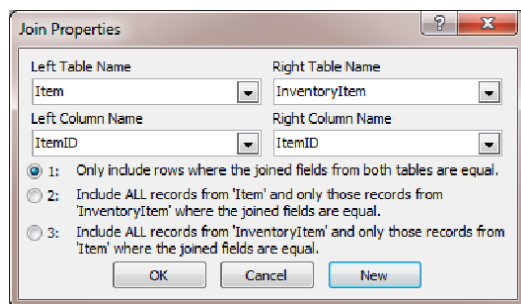 Join Properties
?
Left Table Name Right Table Name
Item InventoryItem
Left Column Name Right Column Name
ItemID ItemID
1: Only include rows where the joined fields from both tables are equal.
2: Include ALL records from 'Item' and only those records from
'InventoryItem' where the joined fields are equal.
3: Include ALL records from 'InventoryItem' and only those records from
'Item' where the joined fields are equal.
OK Cancel New